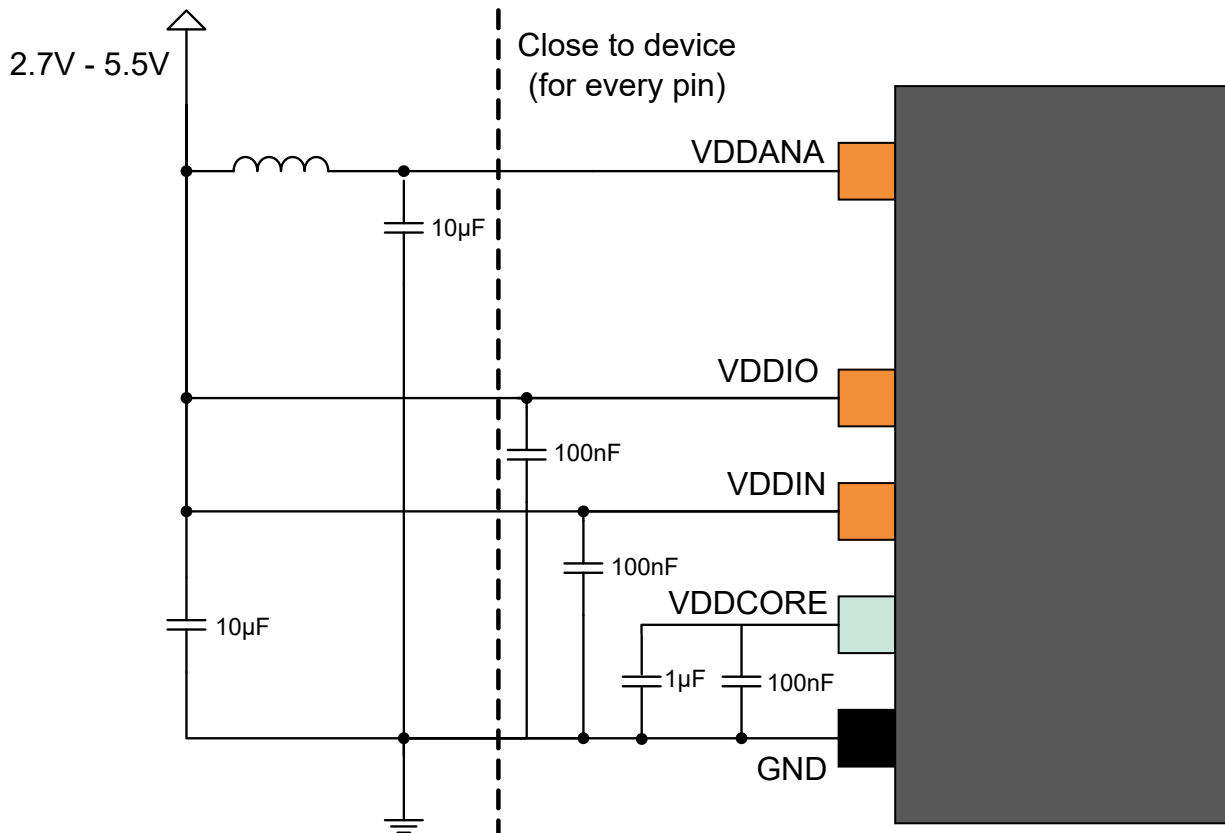 2.7V - 5.5V
Close to device
(for every pin)
VDDANA
10µF
VDDIO
100nF
VDDIN
100nF
VDDCORE
10µF
1µF
100nF
GND